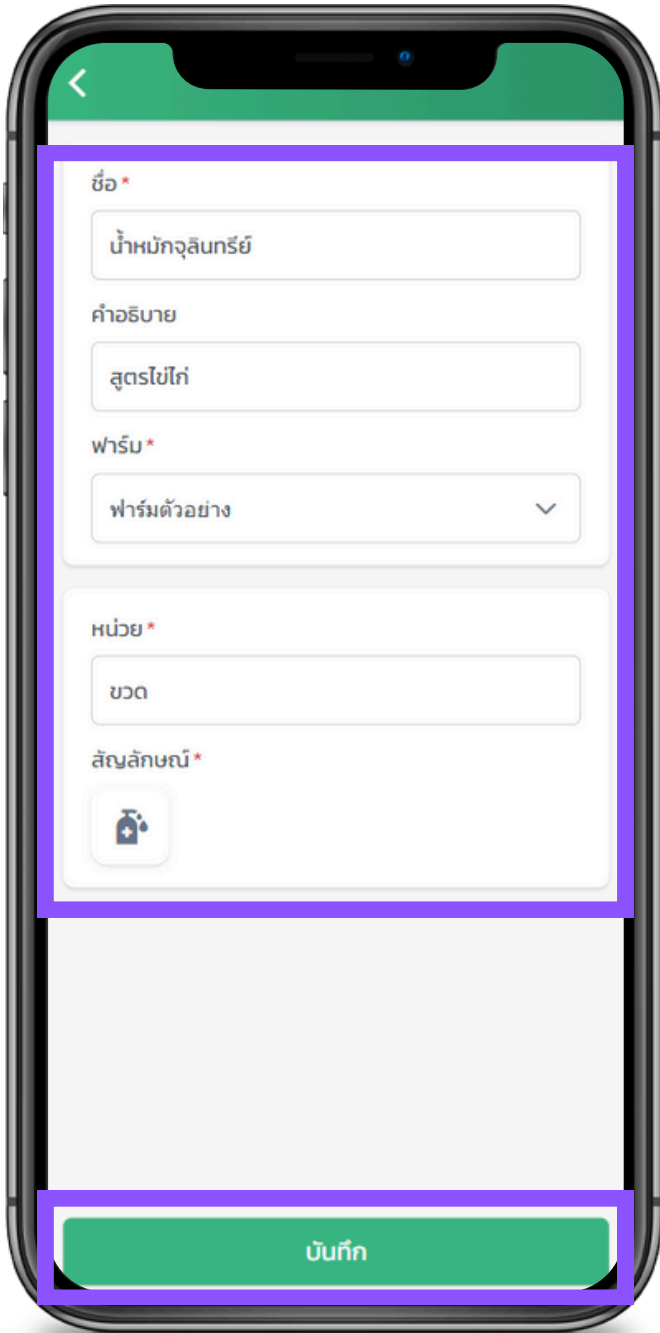 ชื่อ *
น้ำหมักจุลินทรีย์
คำอธิบาย
สูตรไข่ไก่
ฟาร์ม *
ฟาร์มตัวอย่าง
หน่วย *
ขวด
สัญลักษณ์ *
บันทึก